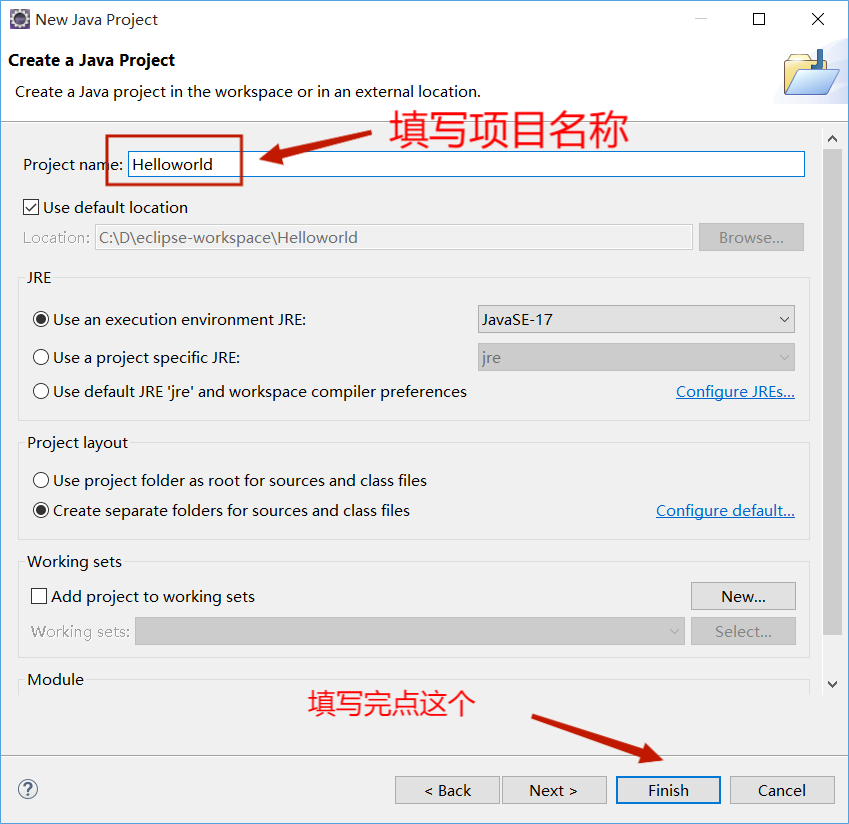 New Java Project
Create a Java Project
Create a Java project in the workspace or in an external location.
填写项目名称
Project name: Helloworld
Use default location
Location: C:\D\eclipse-workspace\Helloworld Browse...
JRE
Use an execution environment JRE: JavaSE-17
Use a project specific JRE: jre
Use default JRE 'jre' and workspace compiler preferences Configure JREs...
Project layout
Use project folder as root for sources and class files
Create separate folders for sources and class files Configure default...
Working sets
Add project to working sets New...
Working sets: Select...
Module
填写完点这个
? < Back Next > Finish Cancel